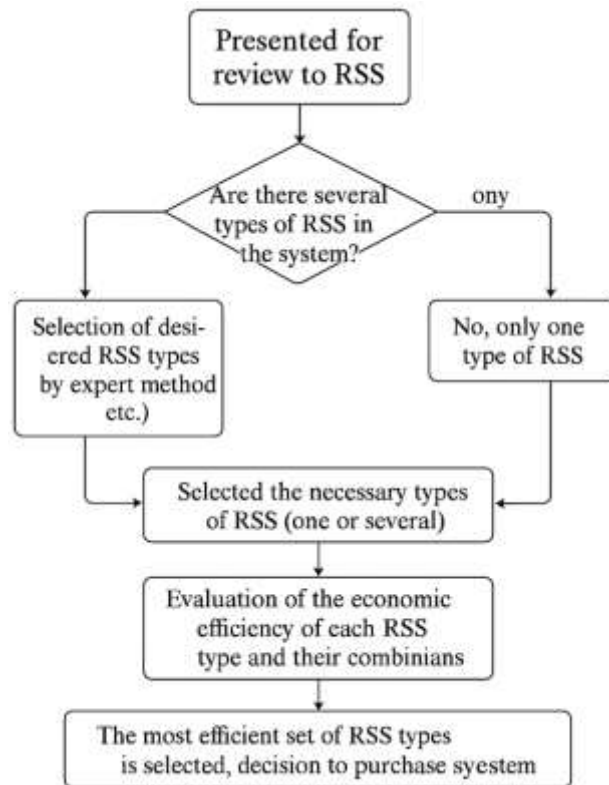 Presented for
review to RSS
Are there several
types of RSS in
the system?
ony
Selection of desi-
cred RSS types
by expert method
etc.)
No, only one
type of RSS
Selected the necessary types
of RSS (one or several)
Evaluation of the economic
efficiency of each RSS
type and their combinians
The most efficient set of RSS types
is selected, decision to purchase syestem